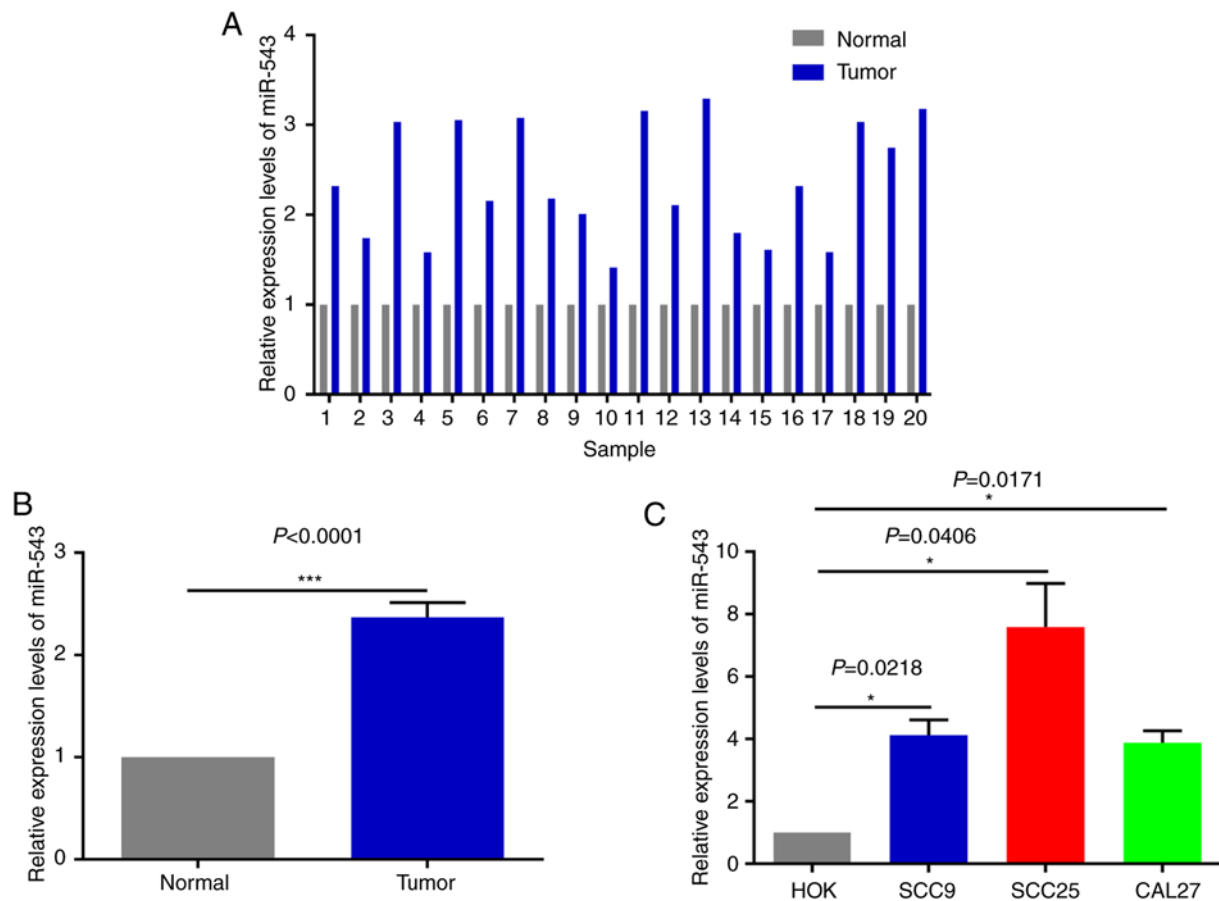 A
Relative expression levels of miR-543
4
3
2
1
0
Normal
Tumor
1 2 3 4 5 6 7 8 9 10 11 12 13 14 15 16 17 18 19 20
Sample
B
Relative expression levels of miR-543
3
2
1
0
P<0.0001
***
Normal Tumor
C
Relative expression levels of miR-543
10
8
6
4
2
0
P=0.0171
*
P=0.0406
*
P=0.0218
*
HOK SCC9 SCC25 CAL27